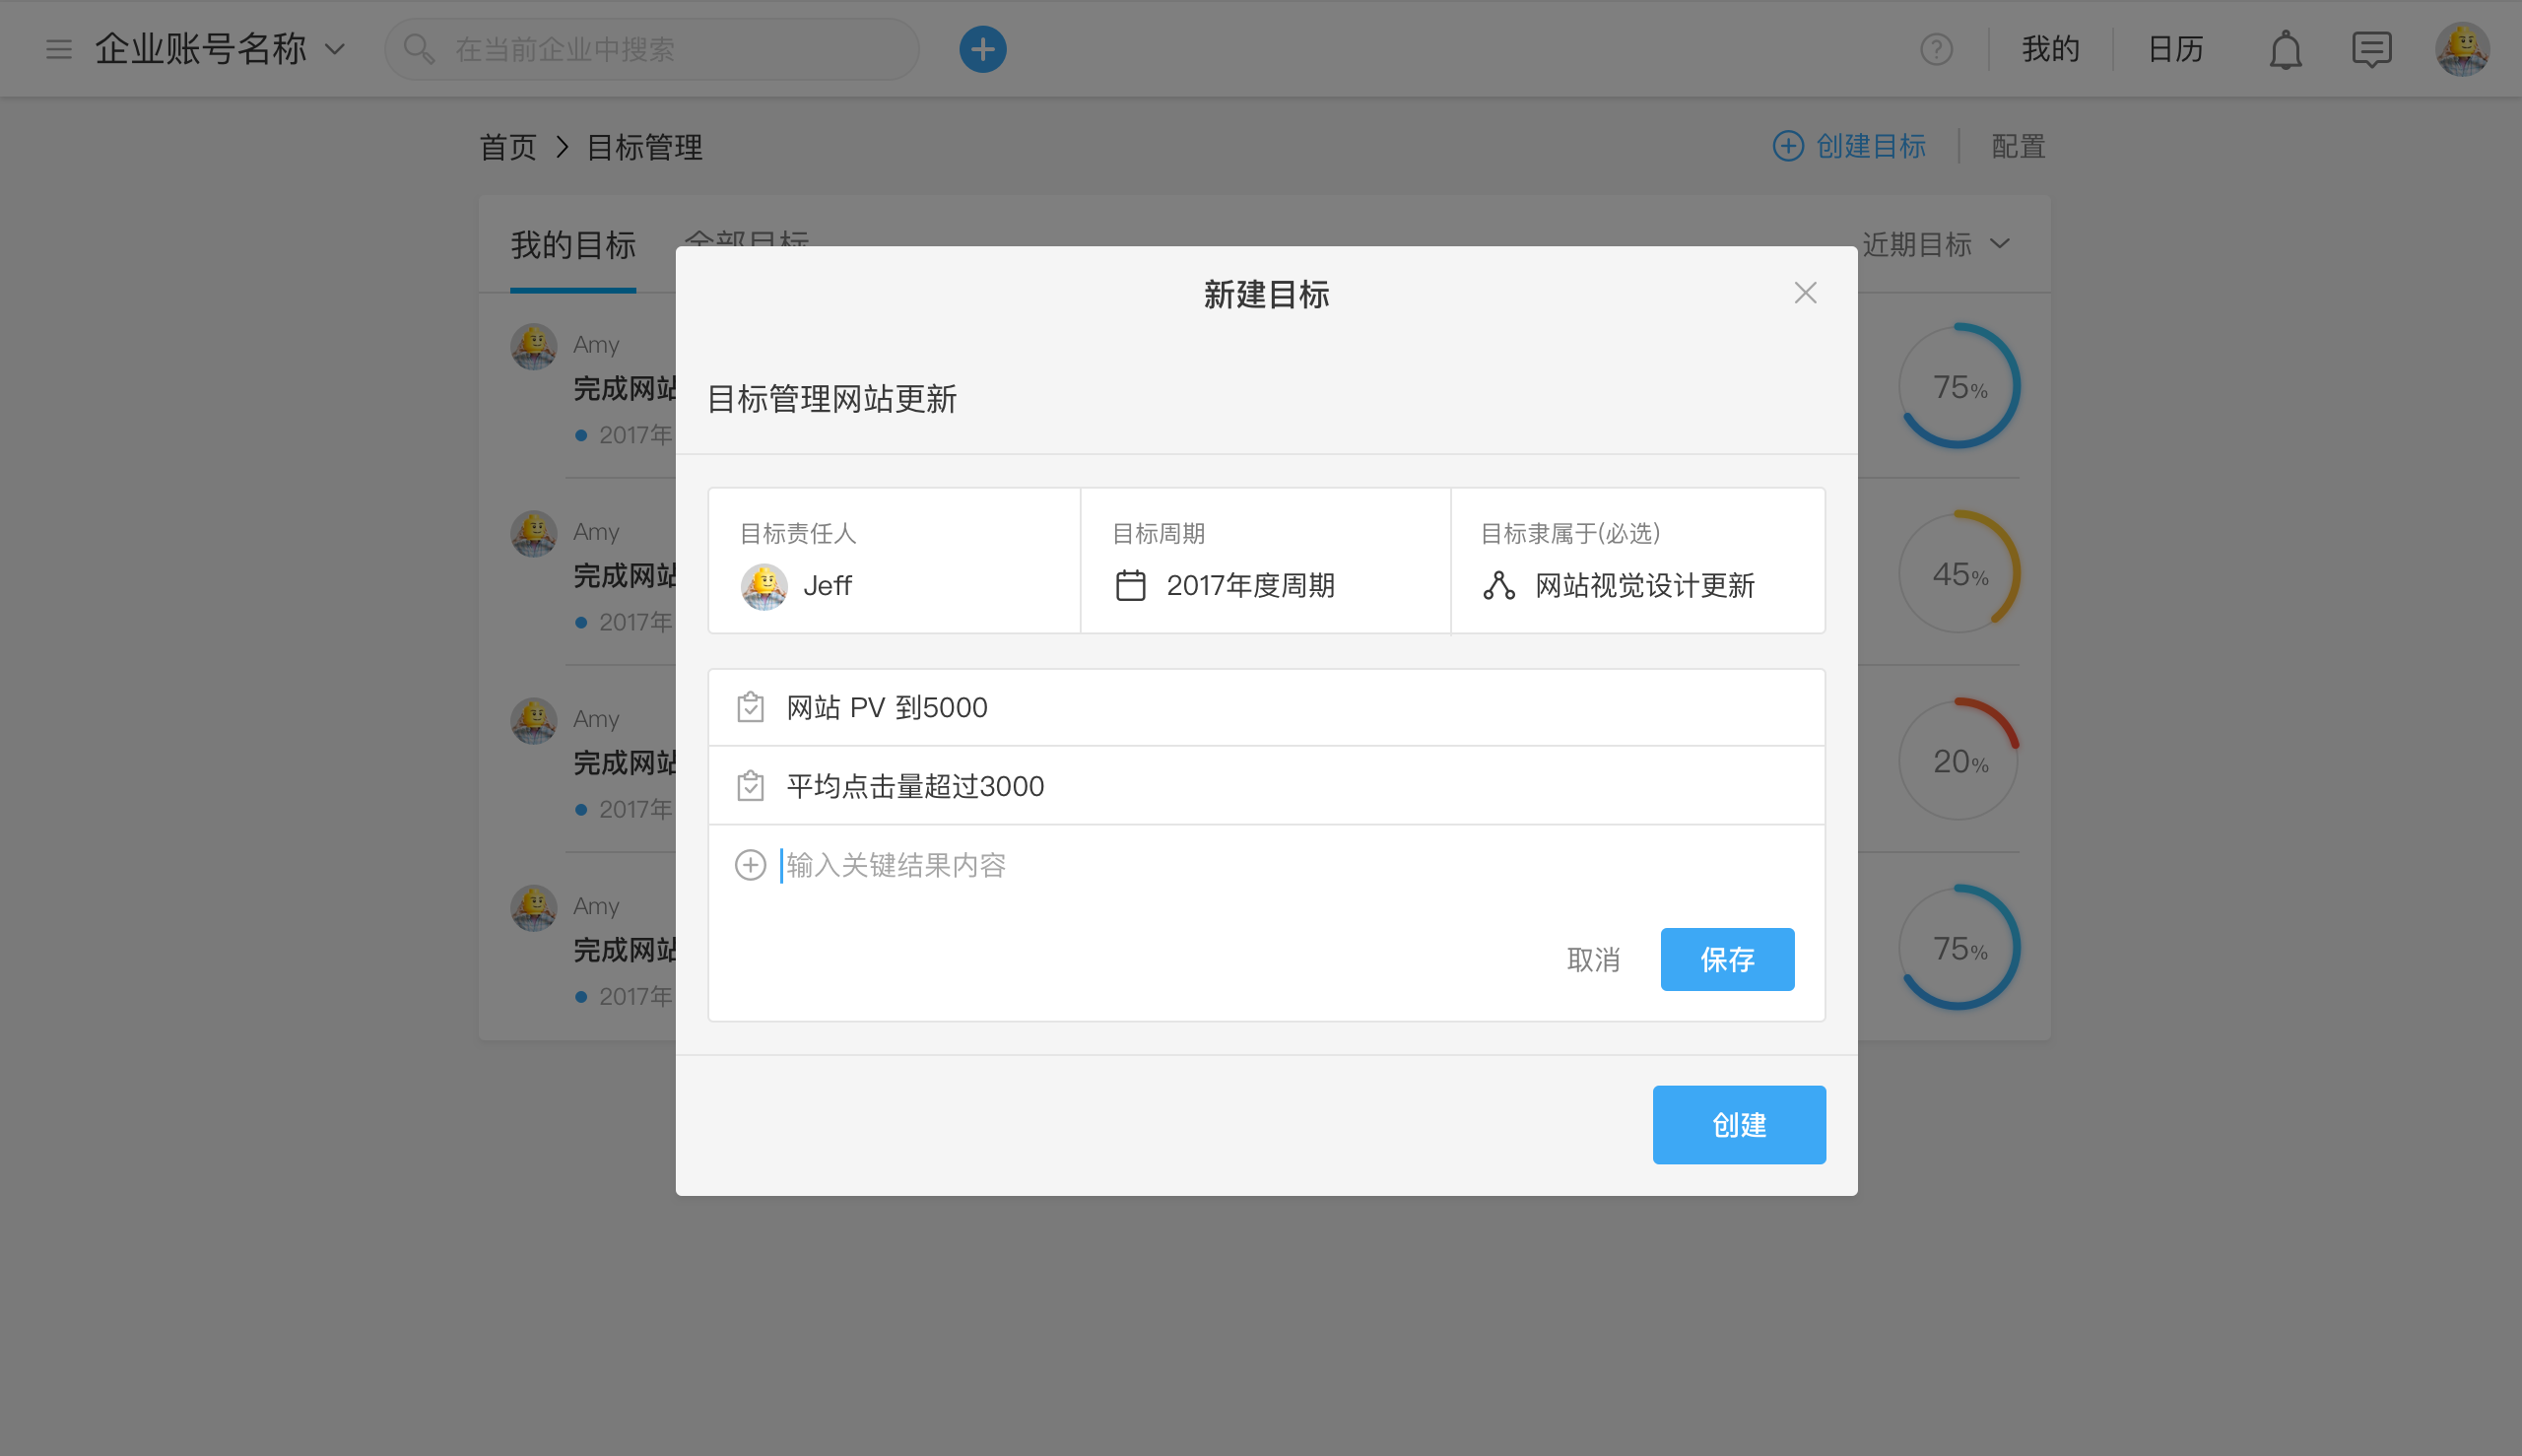 企业账号名称
在当前企业中搜索
我的
日历
首页 > 目标管理
创建目标
配置
我的目标
全部目标
近期目标
新建目标
目标管理网站更新
目标责任人
Jeff
目标周期
2017年度周期
目标隶属于(必选)
网站视觉设计更新
网站 PV 到5000
平均点击量超过3000
输入关键结果内容
取消
保存
创建
Amy
完成网站
2017年
75%
Amy
完成网站
2017年
45%
Amy
完成网站
2017年
20%
Amy
完成网站
2017年
75%